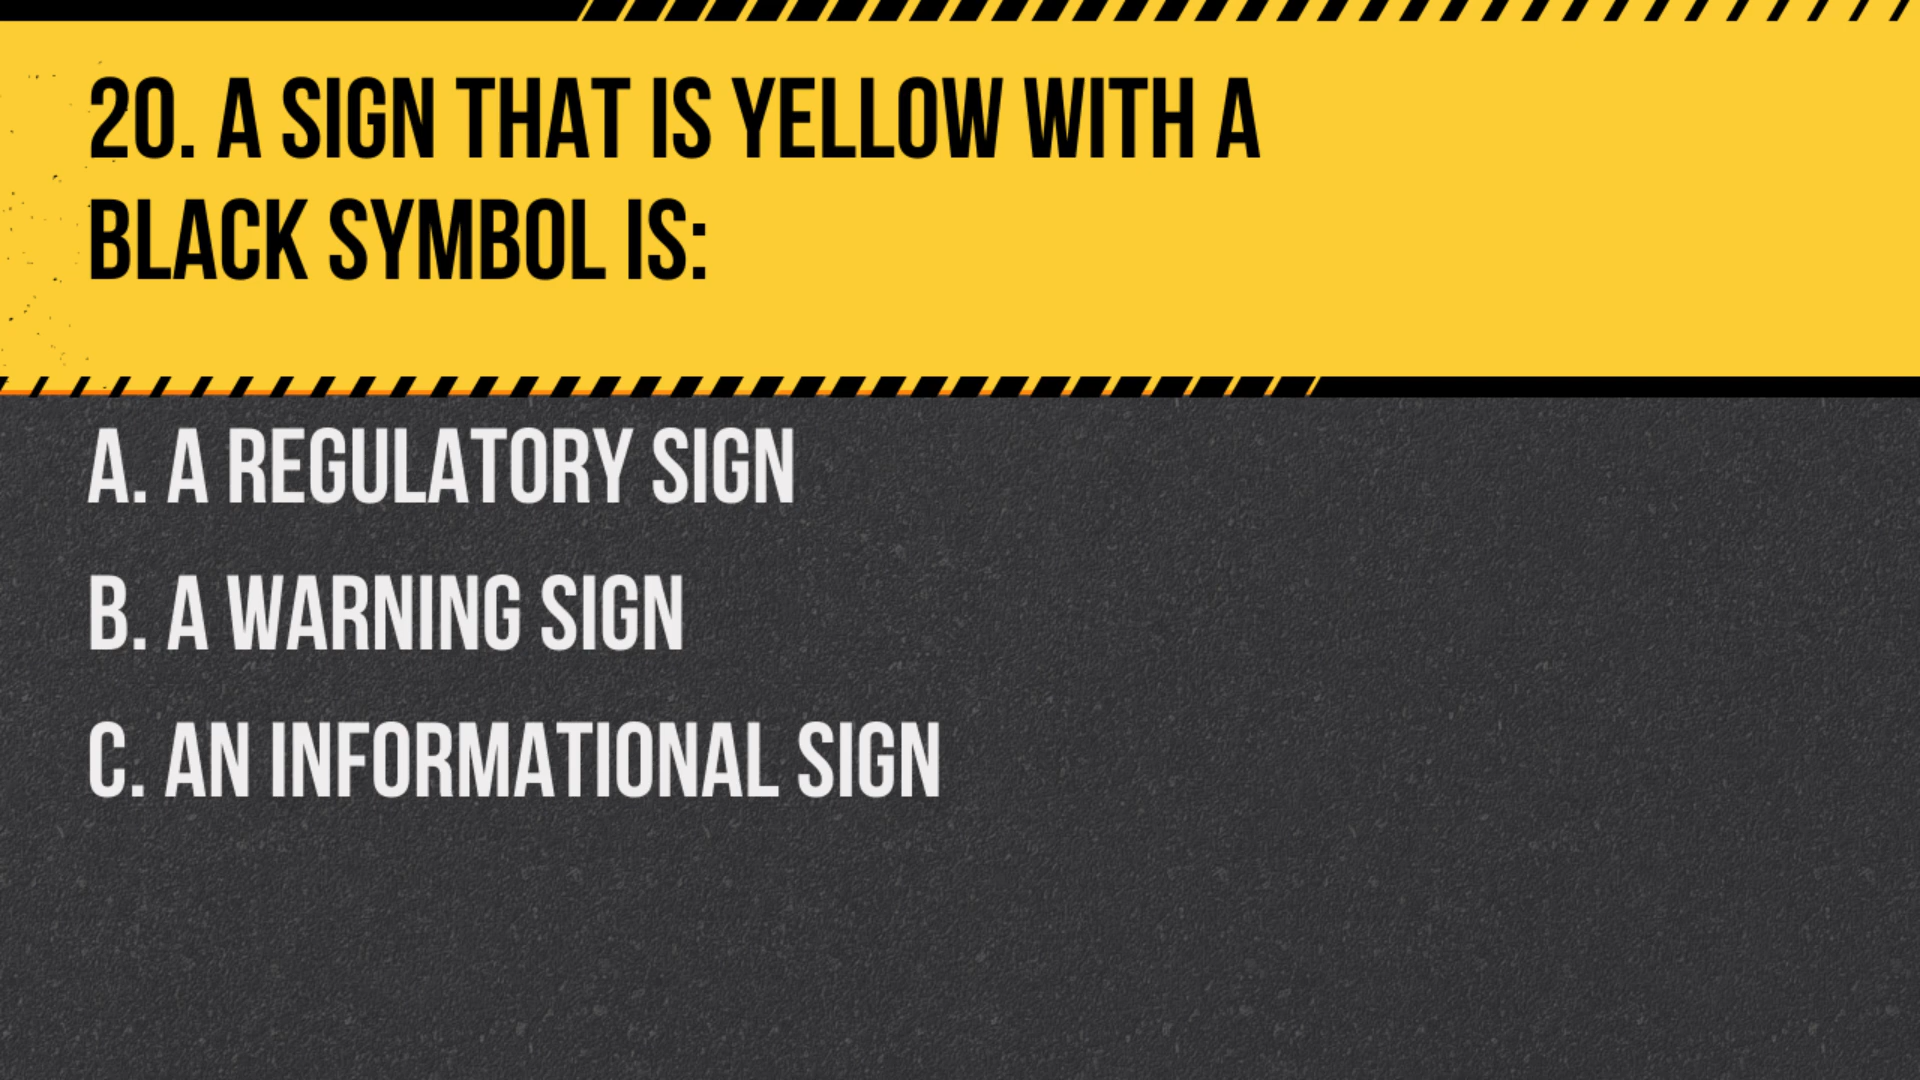 20. A SIGN THAT IS YELLOW WITH A
BLACK SYMBOL IS:
A. A REGULATORY SIGN
B. A WARNING SIGN
C. AN INFORMATIONAL SIGN